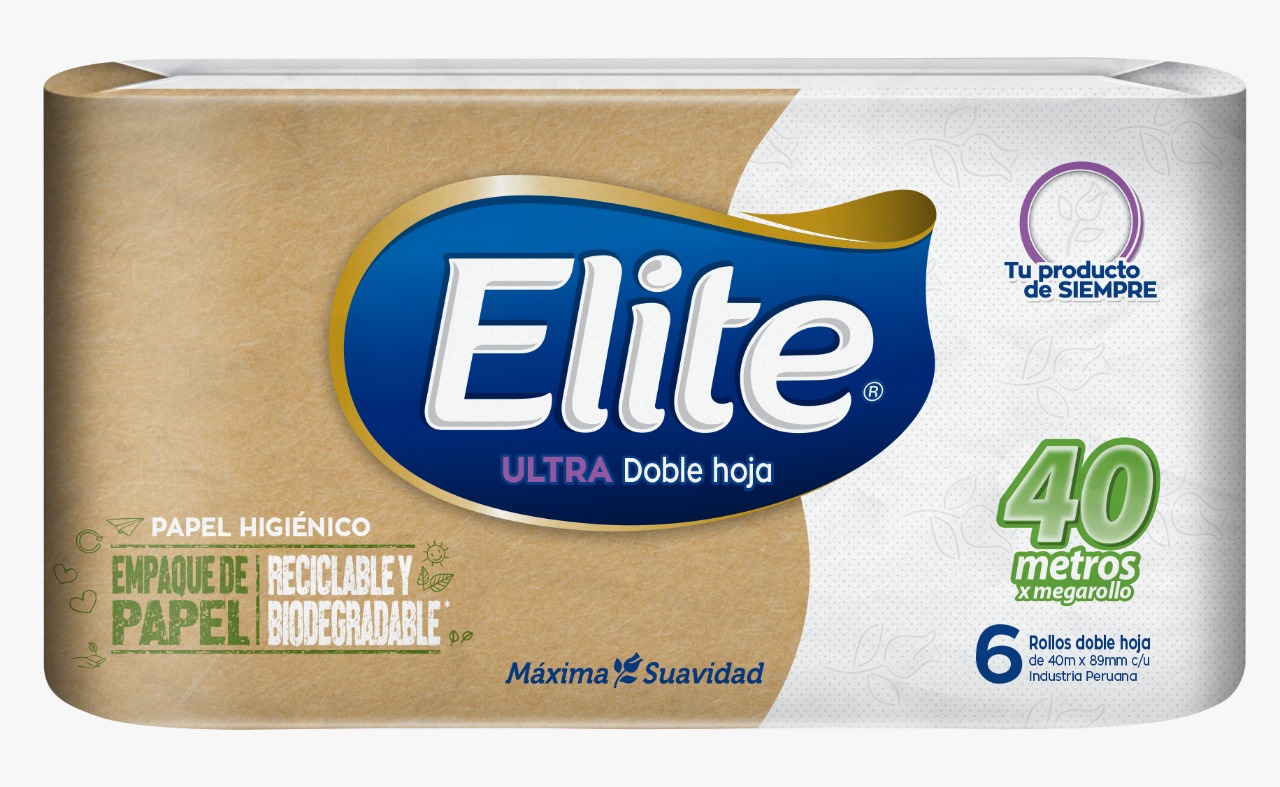 Elite®
ULTRA Doble hoja
Tu producto
de SIEMPRE
PAPEL HIGIÉNICO
EMPAQUE DE
PAPEL
RECICLABLE Y
BIODEGRADABLE*
Máxima Suavidad
40
metros
x megarollo
6 Rollos doble hoja
de 40m x 89mm c/u
Industria Peruana